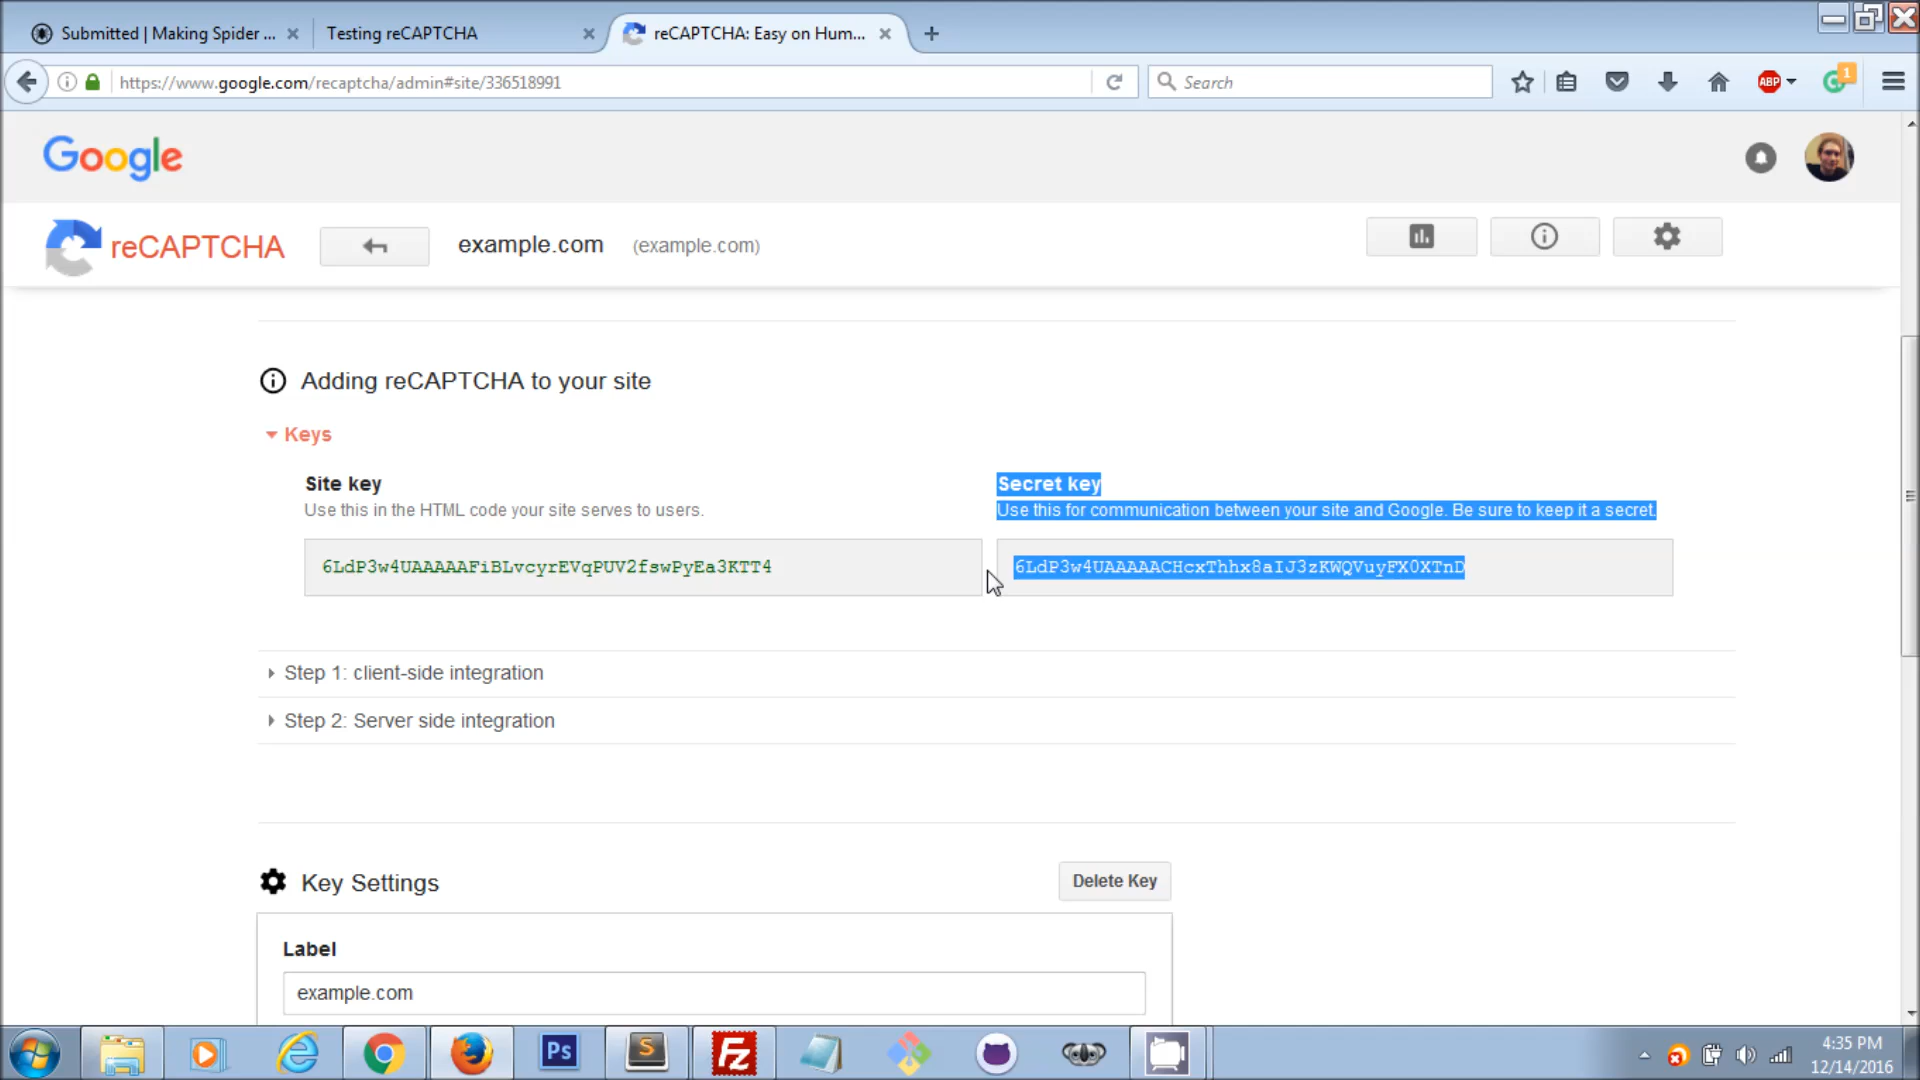 Submitted | Making Spider ...
Testing reCAPTCHA
reCAPTCHA: Easy on Hum...
https://www.google.com/recaptcha/admin#site/336518991
Search
ABP
1
Google
reCAPTCHA
example.com
(example.com)
Adding reCAPTCHA to your site
Keys
Site key
Use this in the HTML code your site serves to users.
6LdP3w4UAAAAAFiBLvcyrEVqPUV2fswPyEa3KTT4
Secret key
Use this for communication between your site and Google. Be sure to keep it a secret.
6LdP3w4UAAAAACHcxThhx8aIJ3zKWQVuyFX0XTnD
Step 1: client-side integration
Step 2: Server side integration
Key Settings
Delete Key
Label
example.com
Ps
S
Fz
4:35 PM
12/14/2016